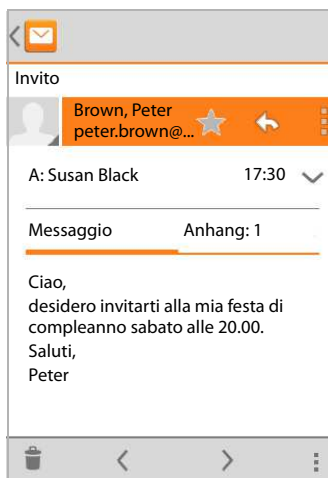 Invito
Brown, Peter
peter.brown@...
A: Susan Black 17:30
Messaggio Anhang: 1
Ciao,
desidero invitarti alla mia festa di
compleanno sabato alle 20.00.
Saluti,
Peter